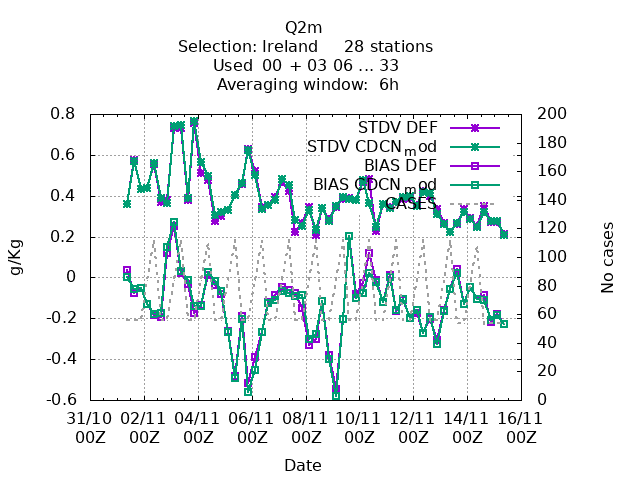 Q2m
Selection: Ireland 28 stations
Used 00 + 03 06 ... 33
Averaging window: 6h
0.8
0.6
0.4
0.2
0
-0.2
-0.4
-0.6
g/Kg
STDV DEF
STDV CDCNmod
BIAS DEF
BIAS CDCNmod
CASES
200
180
160
140
120
100
80
60
40
20
0
No cases
31/10 02/11 04/11 06/11 08/11 10/11 12/11 14/11 16/11
00Z 00Z 00Z 00Z 00Z 00Z 00Z 00Z 00Z
Date